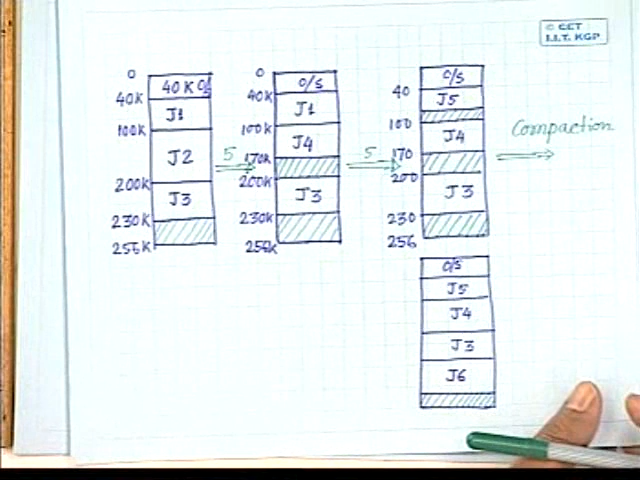 © CET
I.I.T. KGP
0
40K
100K
200K
230K
256K
40 K O/S
J1
J2
J3
5
0
40K
100K
170K
200K
230K
256K
O/S
J1
J4
J3
5
40
100
170
200
230
256
O/S
J5
J4
J3
Compaction
O/S
J5
J4
J3
J6